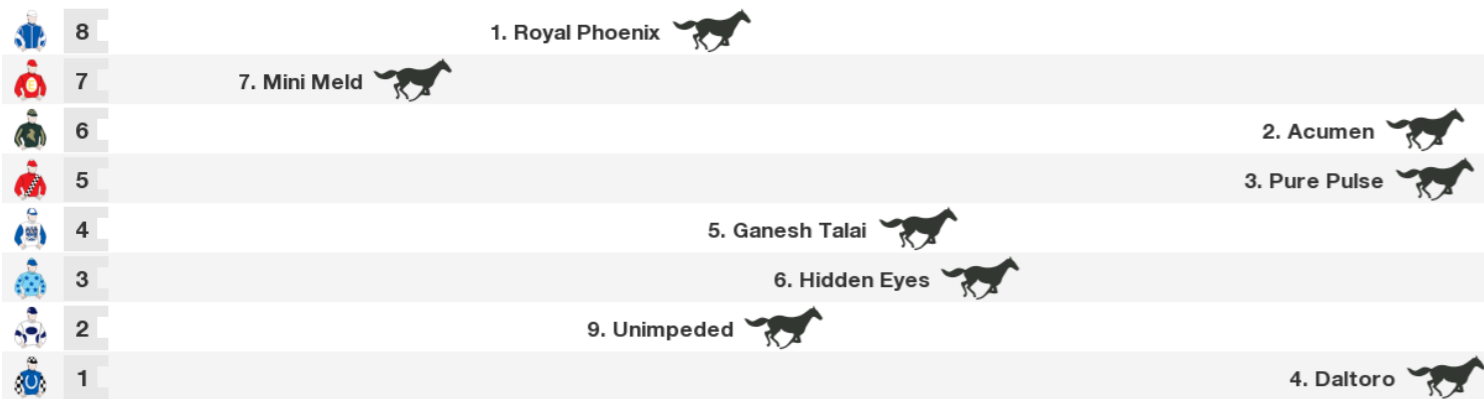 8 1. Royal Phoenix
7 7. Mini Meld
6 2. Acumen
5 3. Pure Pulse
4 5. Ganesh Talai
3 6. Hidden Eyes
2 9. Unimpeded
1 4. Daltoro